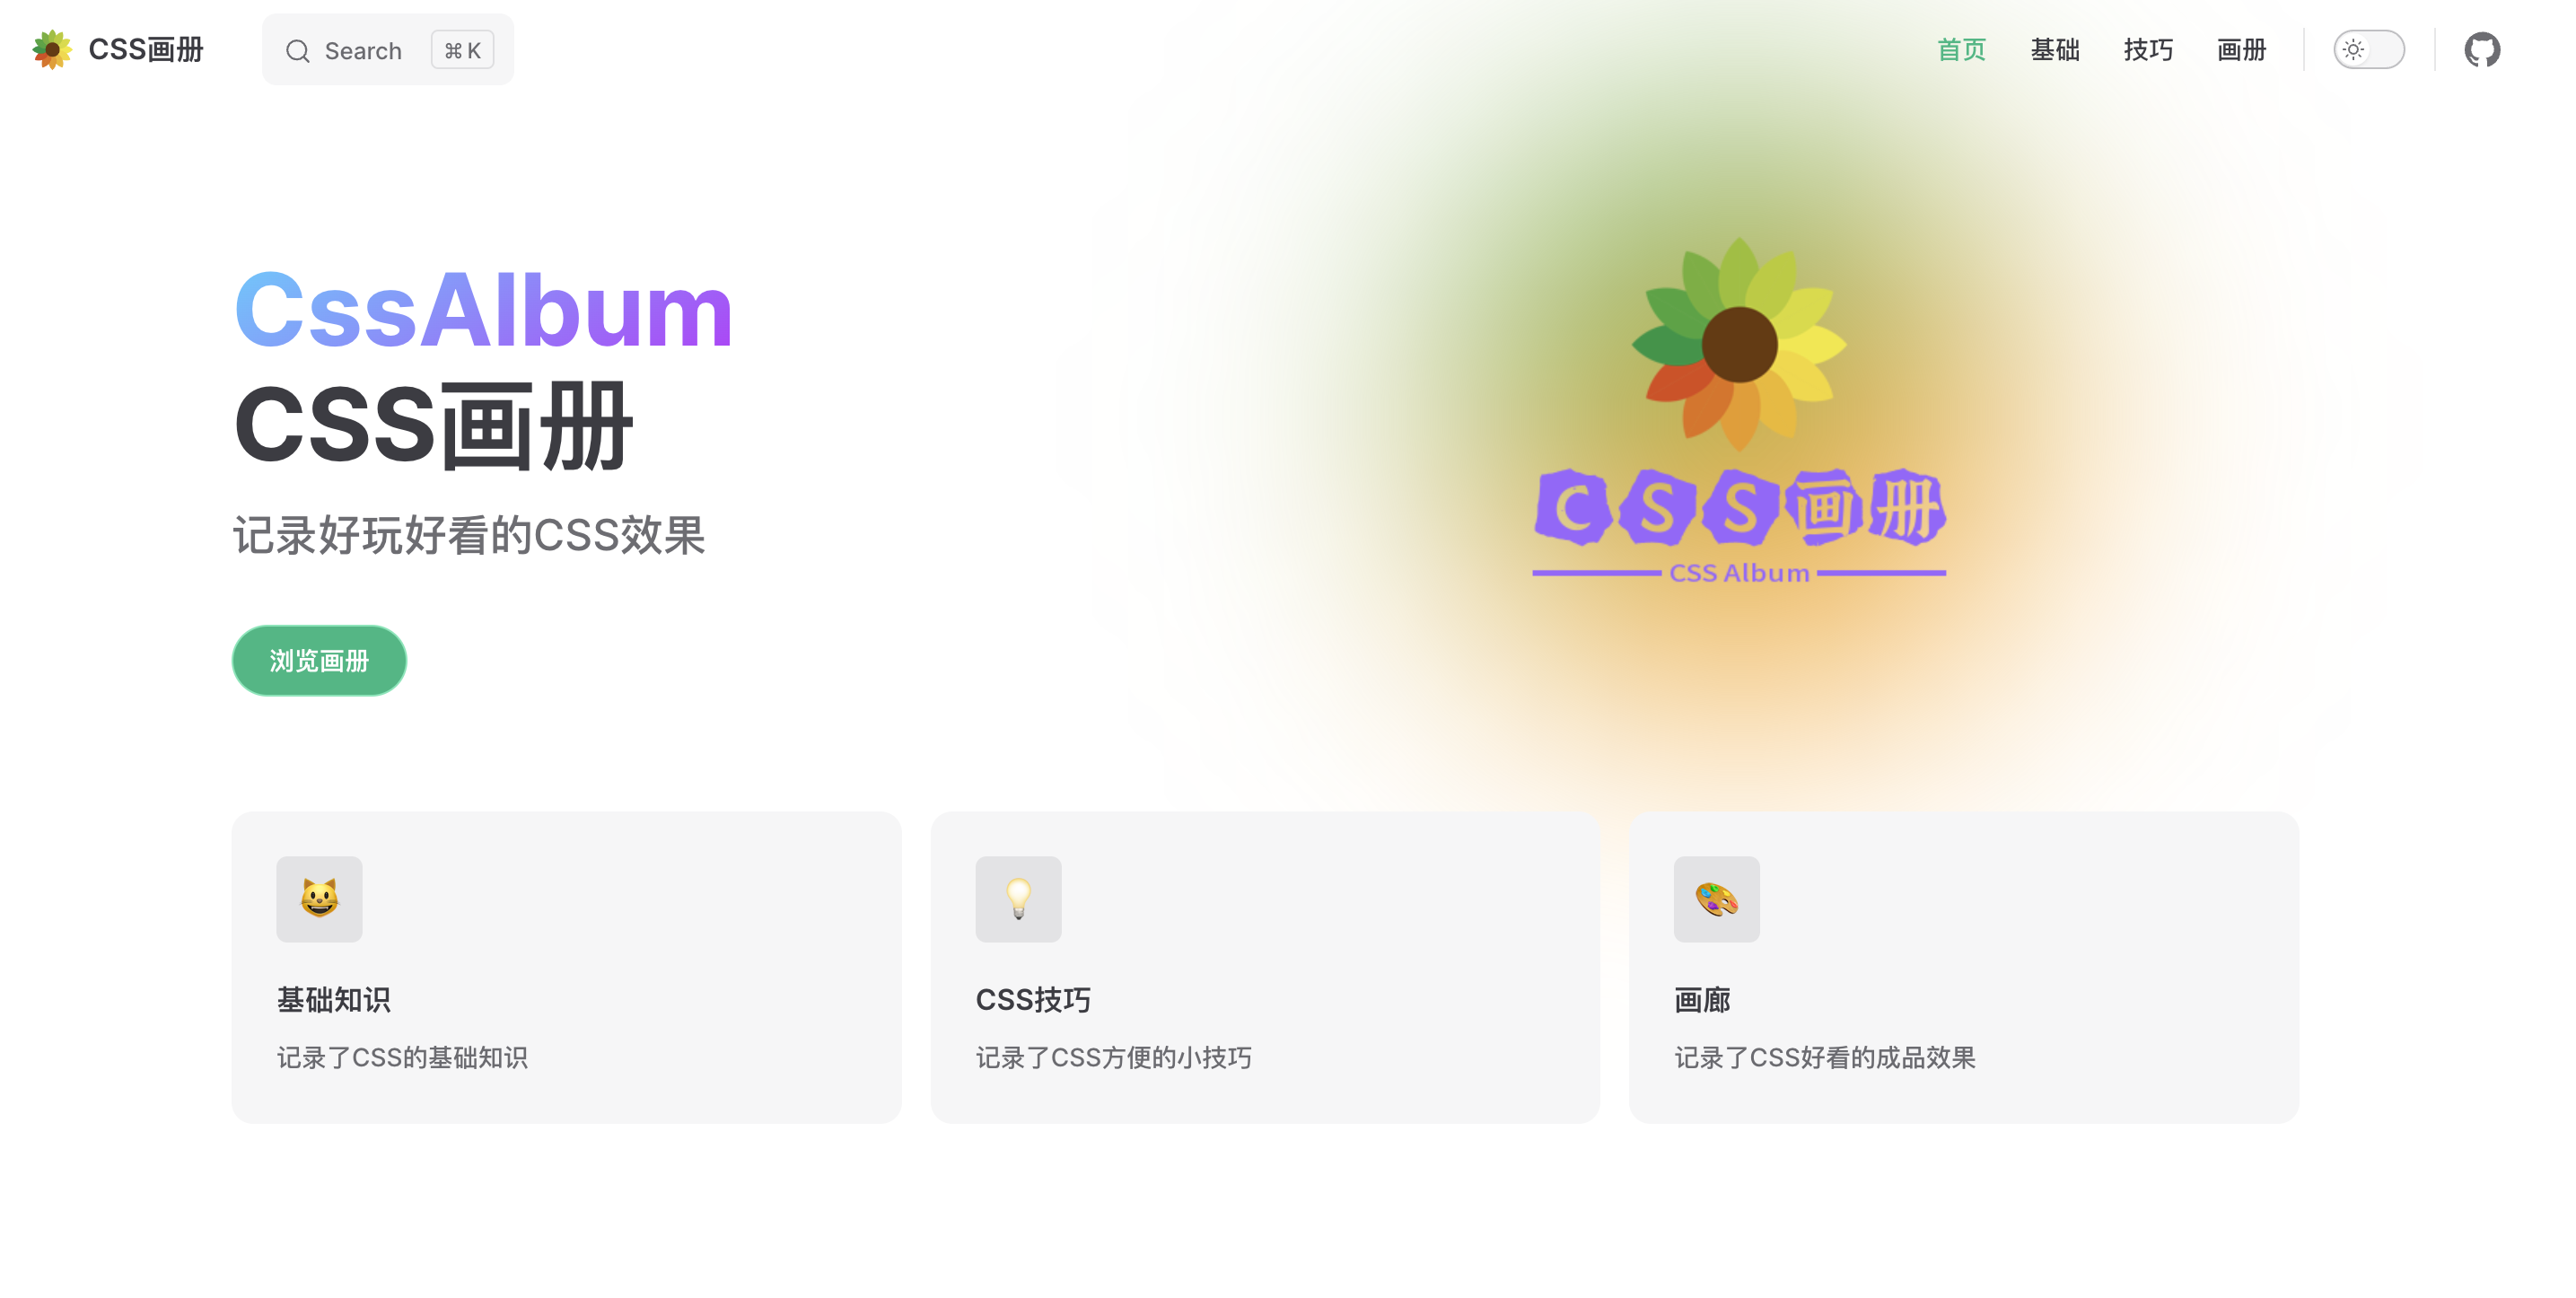 CSS画册
Search ⌘ K
首页 基础 技巧 画册
CssAlbum
CSS画册
记录好玩好看的CSS效果
浏览画册
CSS画册
CSS Album
基础知识
记录了CSS的基础知识
CSS技巧
记录了CSS方便的小技巧
画廊
记录了CSS好看的成品效果